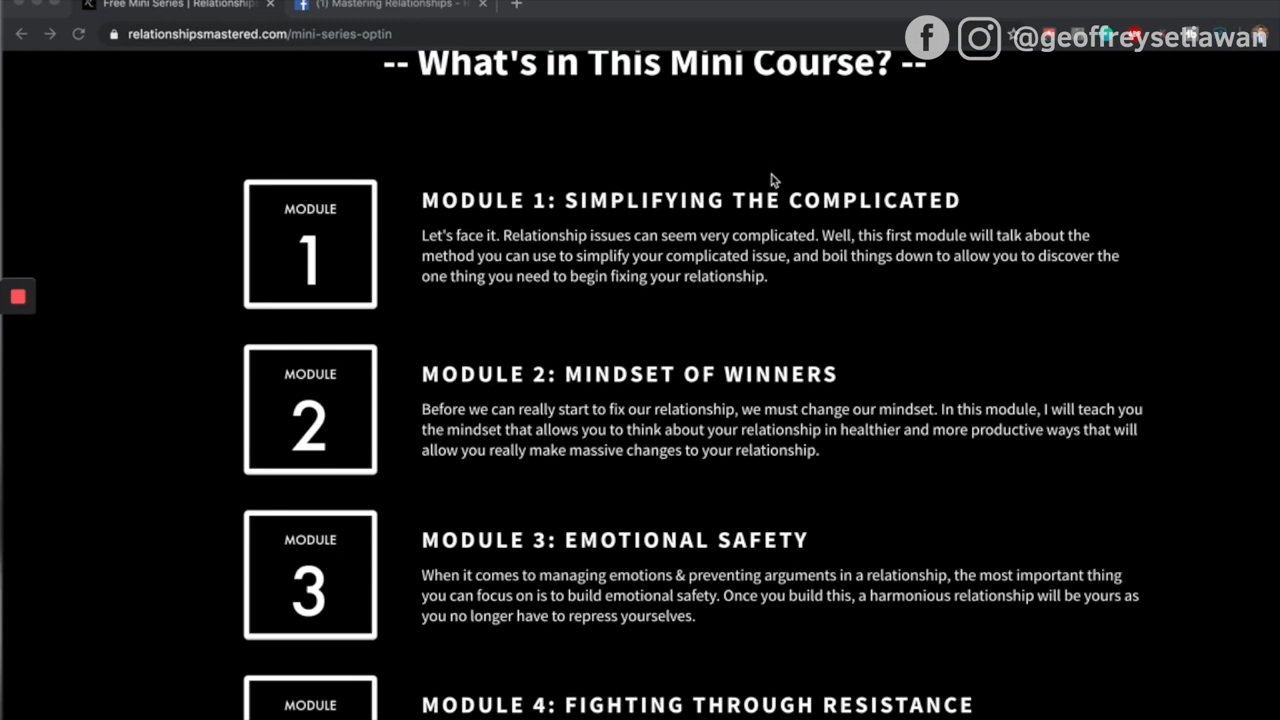 Free Mini Series | Relationship
(1) Mastering Relationships -
relationshipsmastered.com/mini-series-optin
@geoffreysetiawan
-- What's in This Mini Course? --
MODULE
1
MODULE 1: SIMPLIFYING THE COMPLICATED
Let's face it. Relationship issues can seem very complicated. Well, this first module will talk about the
method you can use to simplify your complicated issue, and boil things down to allow you to discover the
one thing you need to begin fixing your relationship.
MODULE
2
MODULE 2: MINDSET OF WINNERS
Before we can really start to fix our relationship, we must change our mindset. In this module, I will teach you
the mindset that allows you to think about your relationship in healthier and more productive ways that will
allow you really make massive changes to your relationship.
MODULE
3
MODULE 3: EMOTIONAL SAFETY
When it comes to managing emotions & preventing arguments in a relationship, the most important thing
you can focus on is to build emotional safety. Once you build this, a harmonious relationship will be yours as
you no longer have to repress yourselves.
MODULE
MODULE 4: FIGHTING THROUGH RESISTANCE